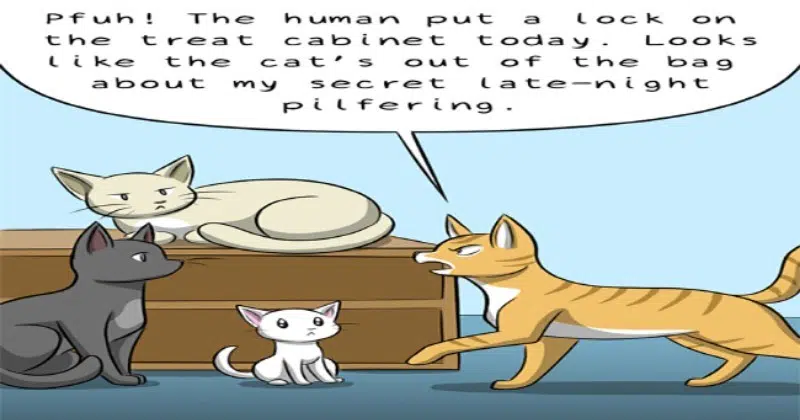 Pfuh! The human put a lock on
the treat cabinet today. Looks
like the cat's out of the bag
about my secret late-night
pilfering.